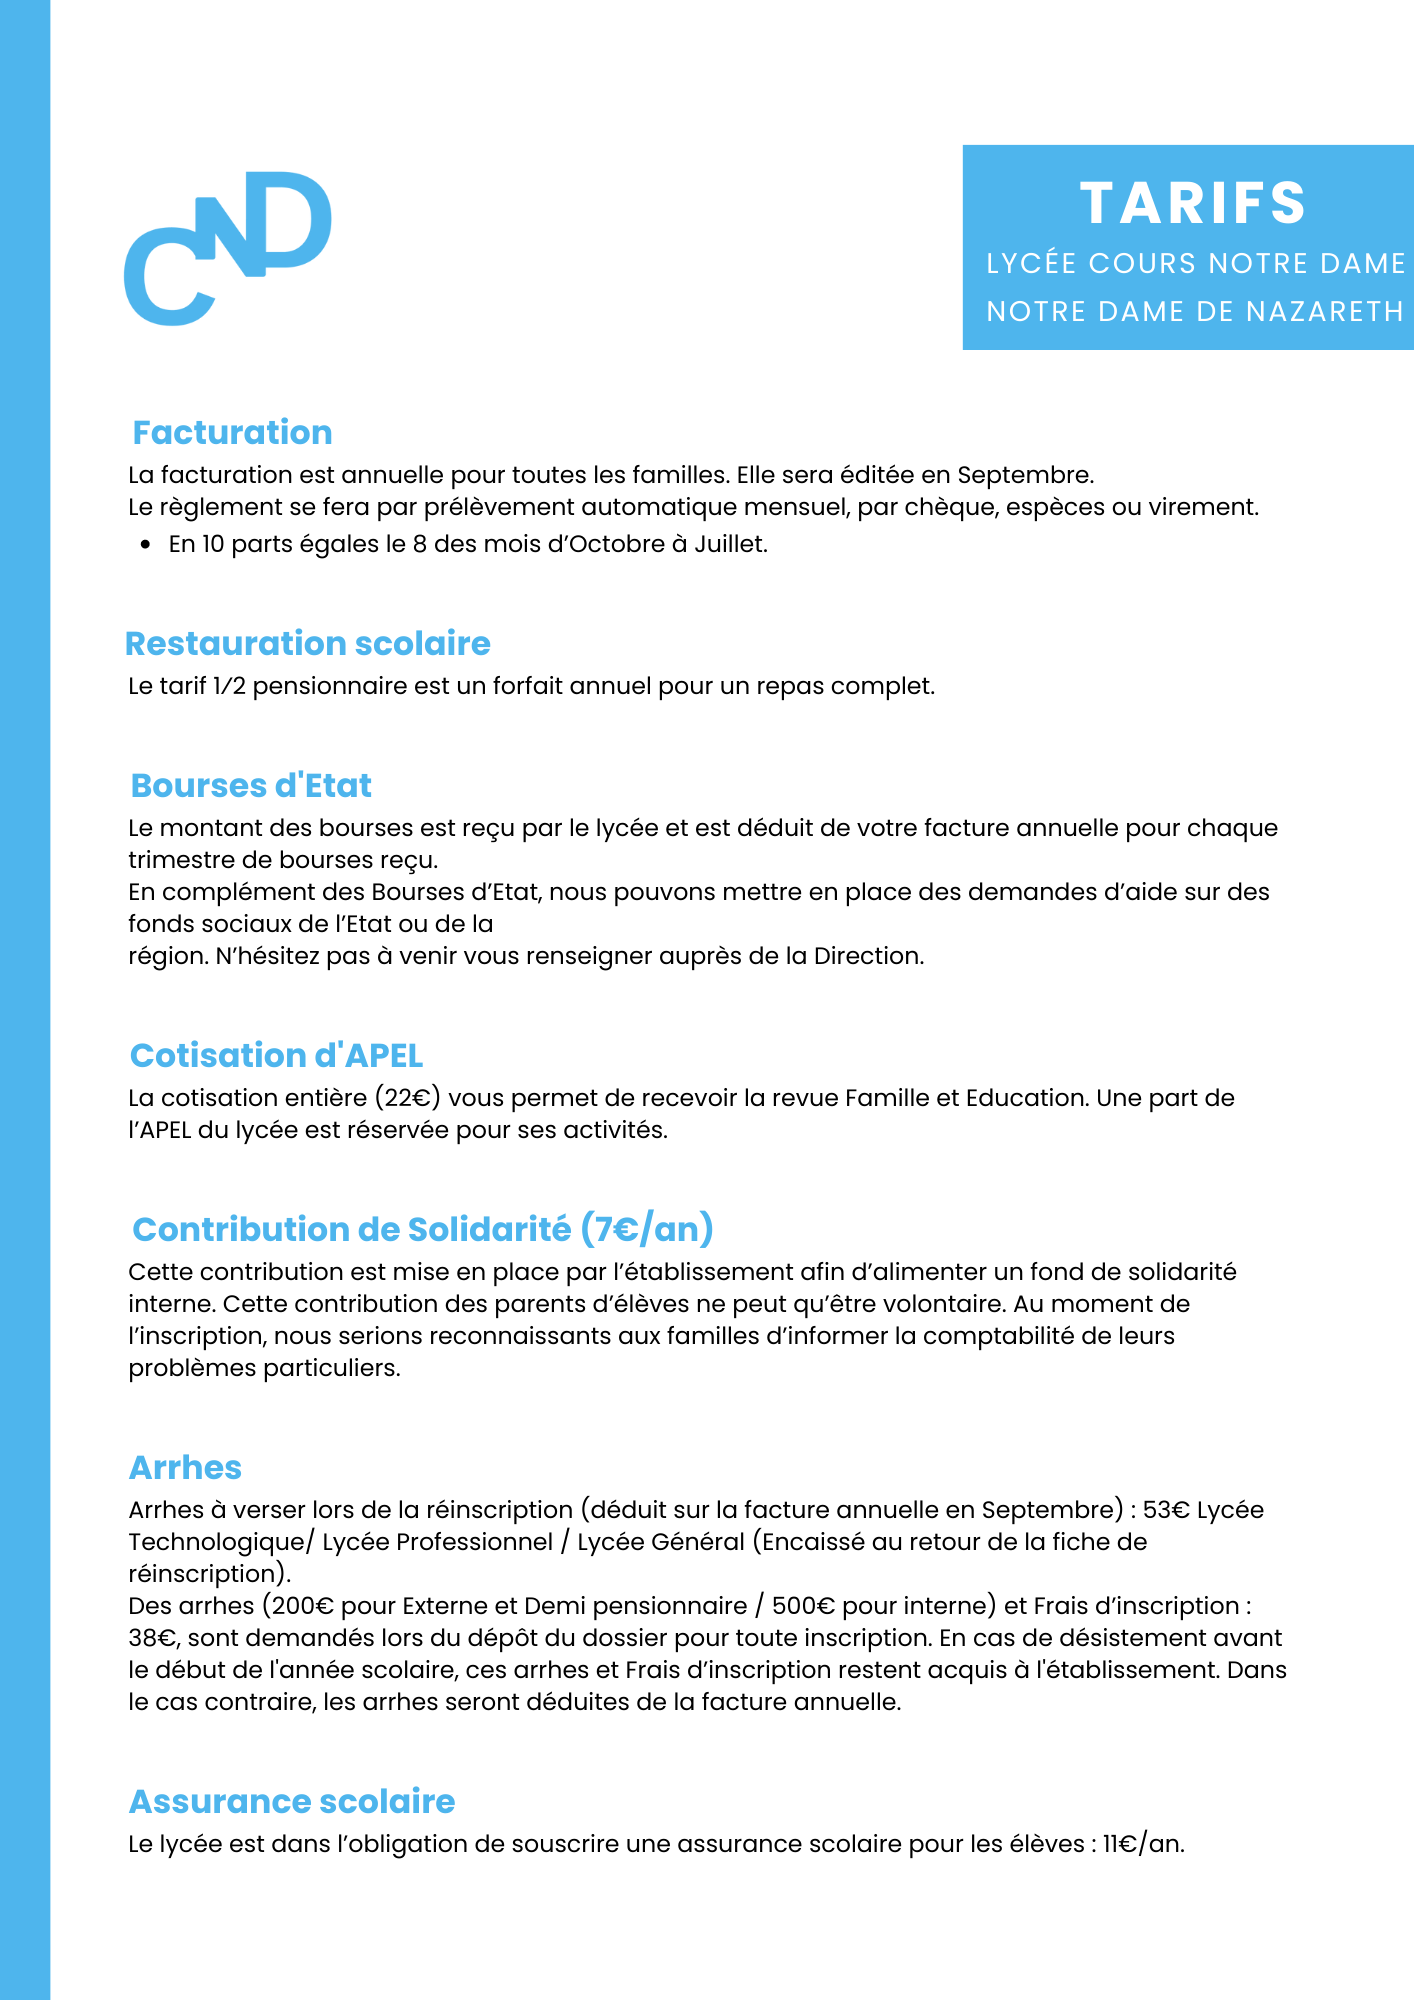 CND
TARIFS
LYCÉE COURS NOTRE DAME
NOTRE DAME DE NAZARETH
Facturation
La facturation est annuelle pour toutes les familles. Elle sera éditée en Septembre.
Le règlement se fera par prélèvement automatique mensuel, par chèque, espèces ou virement.
• En 10 parts égales le 8 des mois d’Octobre à Juillet.
Restauration scolaire
Le tarif 1/2 pensionnaire est un forfait annuel pour un repas complet.
Bourses d'Etat
Le montant des bourses est reçu par le lycée et est déduit de votre facture annuelle pour chaque
trimestre de bourses reçu.
En complément des Bourses d’Etat, nous pouvons mettre en place des demandes d’aide sur des
fonds sociaux de l’Etat ou de la
région. N’hésitez pas à venir vous renseigner auprès de la Direction.
Cotisation d'APEL
La cotisation entière (22€) vous permet de recevoir la revue Famille et Education. Une part de
l’APEL du lycée est réservée pour ses activités.
Contribution de Solidarité (7€/an)
Cette contribution est mise en place par l’établissement afin d’alimenter un fond de solidarité
interne. Cette contribution des parents d’élèves ne peut qu’être volontaire. Au moment de
l’inscription, nous serions reconnaissants aux familles d’informer la comptabilité de leurs
problèmes particuliers.
Arrhes
Arrhes à verser lors de la réinscription (déduit sur la facture annuelle en Septembre) : 53€ Lycée
Technologique/ Lycée Professionnel / Lycée Général (Encaissé au retour de la fiche de
réinscription).
Des arrhes (200€ pour Externe et Demi pensionnaire / 500€ pour interne) et Frais d’inscription :
38€, sont demandés lors du dépôt du dossier pour toute inscription. En cas de désistement avant
le début de l'année scolaire, ces arrhes et Frais d’inscription restent acquis à l'établissement. Dans
le cas contraire, les arrhes seront déduites de la facture annuelle.
Assurance scolaire
Le lycée est dans l’obligation de souscrire une assurance scolaire pour les élèves : 11€/an.